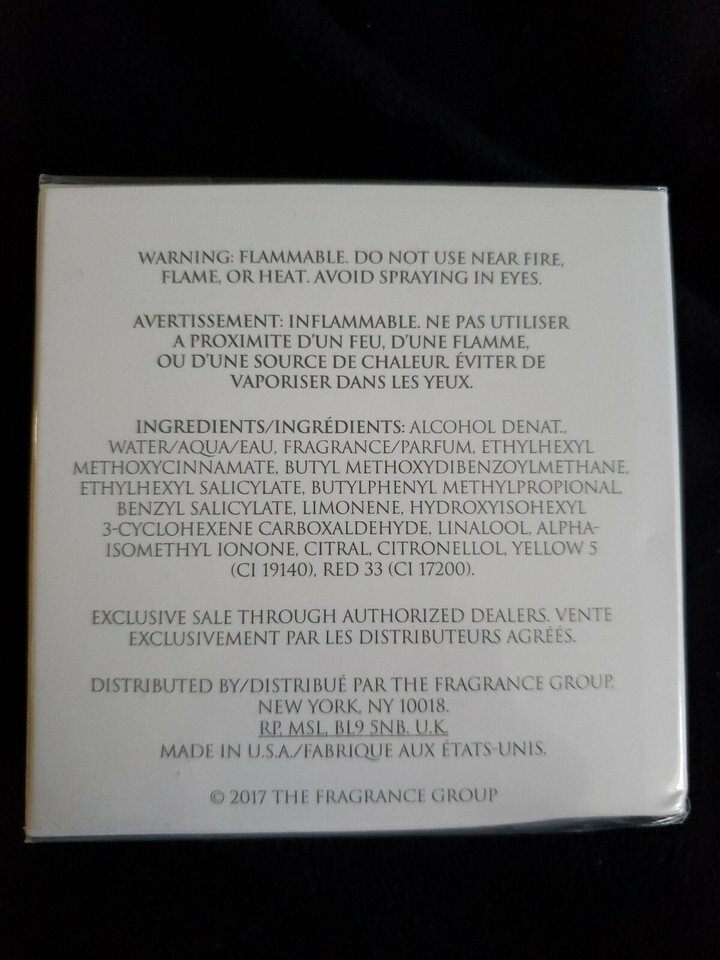 WARNING: FLAMMABLE. DO NOT USE NEAR FIRE,
FLAME, OR HEAT. AVOID SPRAYING IN EYES.
AVERTISSEMENT: INFLAMMABLE. NE PAS UTILISER
A PROXIMITE D'UN FEU, D'UNE FLAMME,
OU D'UNE SOURCE DE CHALEUR. ÉVITER DE
VAPORISER DANS LES YEUX.
INGREDIENTS/INGRÉDIENTS: ALCOHOL DENAT.,
WATER/AQUA/EAU, FRAGRANCE/PARFUM, ETHYLHEXYL
METHOXYCINNAMATE, BUTYL METHOXYDIBENZOYLMETHANE,
ETHYLHEXYL SALICYLATE, BUTYLPHENYL METHYLPROPIONAL,
BENZYL SALICYLATE, LIMONENE, HYDROXYISOHEXYL
3-CYCLOHEXENE CARBOXALDEHYDE, LINALOOL, ALPHA-
ISOMETHYL IONONE, CITRAL, CITRONELLOL, YELLOW 5
(CI 19140), RED 33 (CI 17200).
EXCLUSIVE SALE THROUGH AUTHORIZED DEALERS. VENTE
EXCLUSIVEMENT PAR LES DISTRIBUTEURS AGRÉÉS.
DISTRIBUTED BY/DISTRIBUÉ PAR THE FRAGRANCE GROUP.
NEW YORK, NY 10018.
RP, MSL, BL9 5NB. U.K.
MADE IN U.S.A./FABRIQUE AUX ÉTATS-UNIS.
© 2017 THE FRAGRANCE GROUP